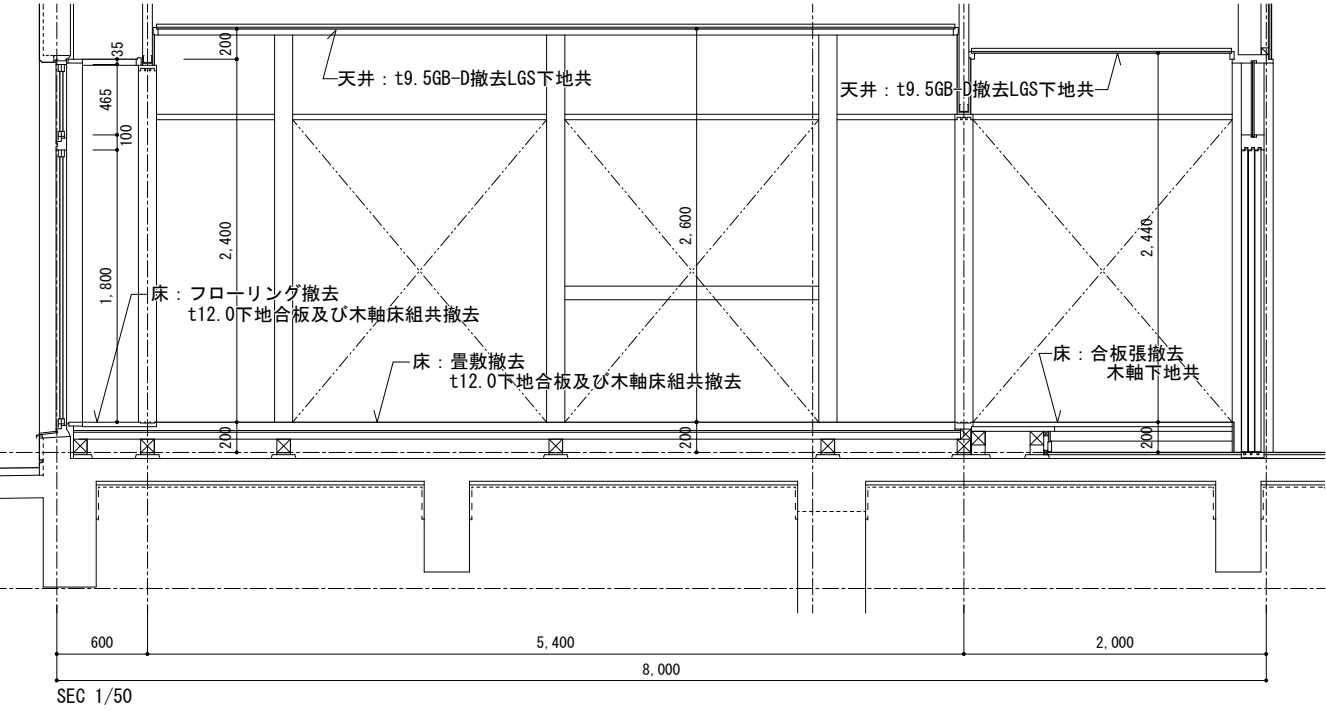 35
200
天井：t9.5GB-D撤去LGS下地共
天井：t9.5GB-D撤去LGS下地共
465
100
2,400
2,600
2,440
1,800
床：フローリング撤去
t12.0下地合板及び木軸床組共撤去
床：畳敷撤去
t12.0下地合板及び木軸床組共撤去
床：合板張撤去
木軸下地共
200
200
200
600
5,400
2,000
8,000
SEC 1/50